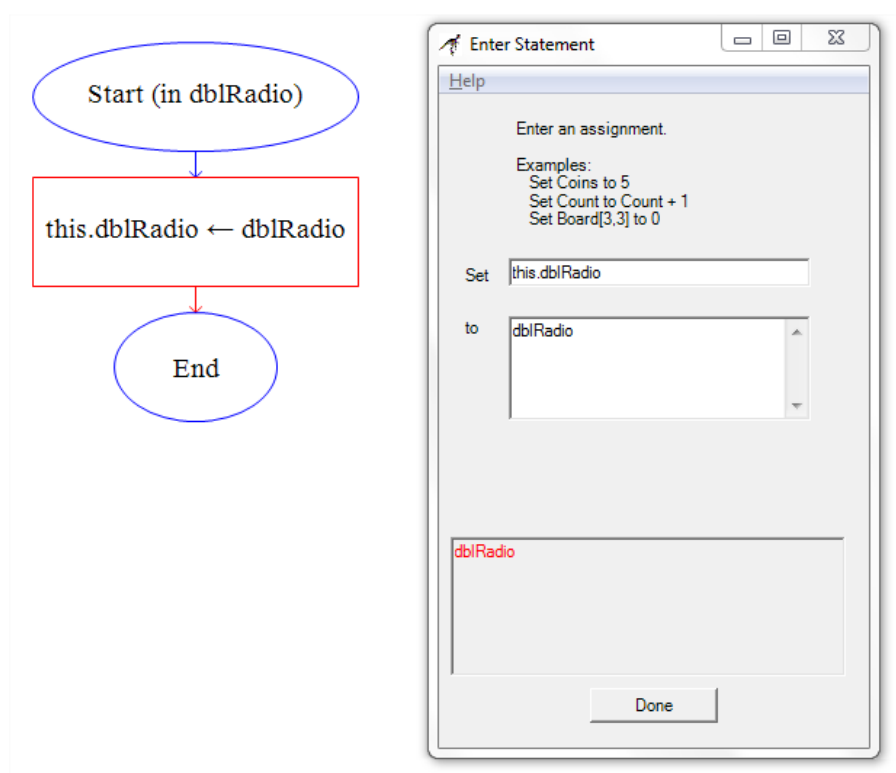 Start (in dblRadio)
this.dblRadio ← dblRadio
End
Enter Statement
Help
Enter an assignment.
Examples:
Set Coins to 5
Set Count to Count + 1
Set Board[3,3] to 0
Set this.dblRadio
to dblRadio
dblRadio
Done